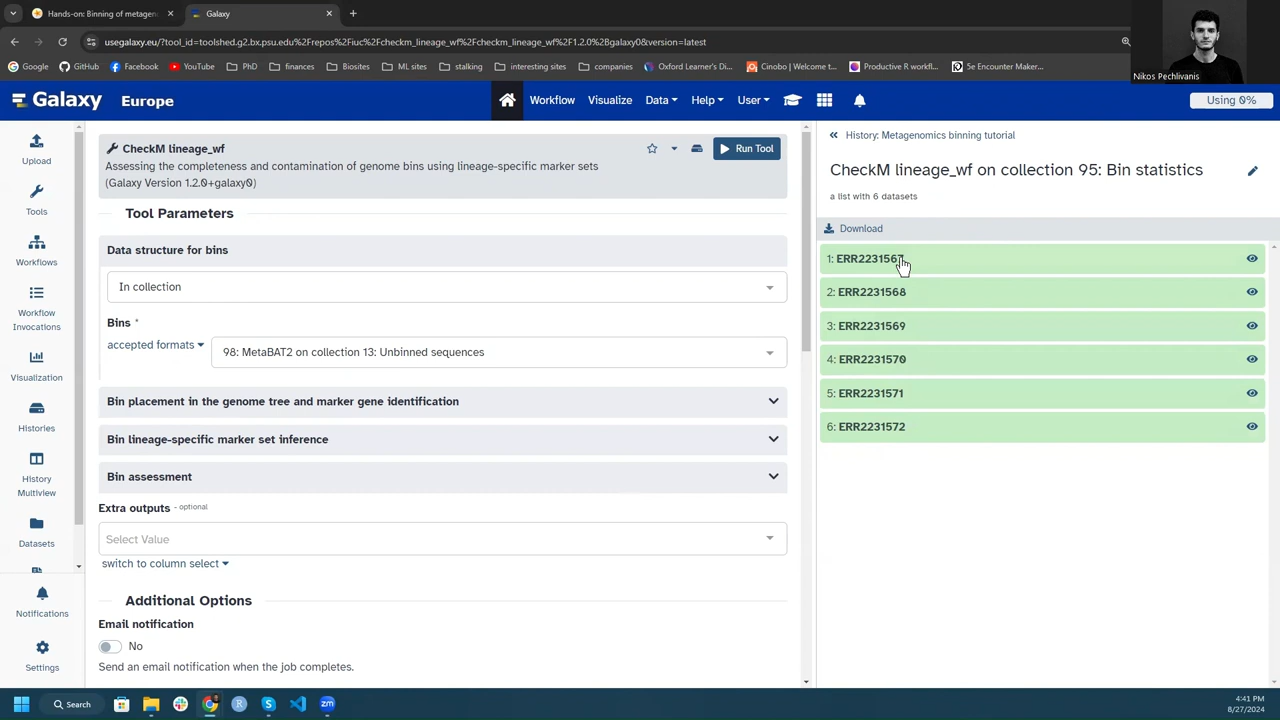 Hands-on: Binning of metagen
Galaxy
usegalaxy.eu/?tool_id=toolshed.g2.bx.psu.edu%2Frepos%2Fiuc%2Fcheckm_lineage_wf%2Fcheckm_lineage_wf%2F1.2.0%2Bgalaxy0&version=latest
Google
GitHub
Facebook
YouTube
PhD
finances
Biosites
ML sites
stalking
interesting sites
companies
Oxford Learner's Di...
Cinobo | Welcome t...
Productive R workfl...
5e Encounter Maker...
Nikos Pechlivanis
Galaxy
Europe
Workflow
Visualize
Data
Help
User
Using 0%
Upload
Tools
Workflows
Workflow
Invocations
Visualization
Histories
History
Multiview
Datasets
Notifications
Settings
CheckM lineage_wf
Run Tool
Assessing the completeness and contamination of genome bins using lineage-specific marker sets
(Galaxy Version 1.2.0+galaxy0)
Tool Parameters
Data structure for bins
In collection
Bins *
accepted formats
98: MetaBAT2 on collection 13: Unbinned sequences
Bin placement in the genome tree and marker gene identification
Bin lineage-specific marker set inference
Bin assessment
Extra outputs - optional
Select Value
switch to column select
Additional Options
Email notification
No
Send an email notification when the job completes.
History: Metagenomics binning tutorial
CheckM lineage_wf on collection 95: Bin statistics
a list with 6 datasets
Download
1: ERR2231567
2: ERR2231568
3: ERR2231569
4: ERR2231570
5: ERR2231571
6: ERR2231572
Search
4:41 PM
8/27/2024